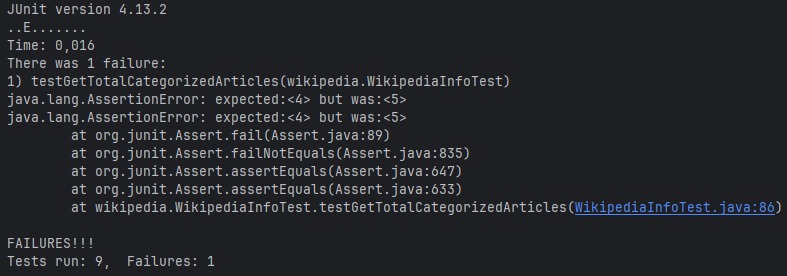 JUnit version 4.13.2
..E.......
Time: 0,016
There was 1 failure:
1) testGetTotalCategorizedArticles(wikipedia.WikipediaInfoTest)
java.lang.AssertionError: expected:<4> but was:<5>
java.lang.AssertionError: expected:<4> but was:<5>
	at org.junit.Assert.fail(Assert.java:89)
	at org.junit.Assert.failNotEquals(Assert.java:835)
	at org.junit.Assert.assertEquals(Assert.java:647)
	at org.junit.Assert.assertEquals(Assert.java:633)
	at wikipedia.WikipediaInfoTest.testGetTotalCategorizedArticles(WikipediaInfoTest.java:86)
FAILURES!!!
Tests run: 9,  Failures: 1